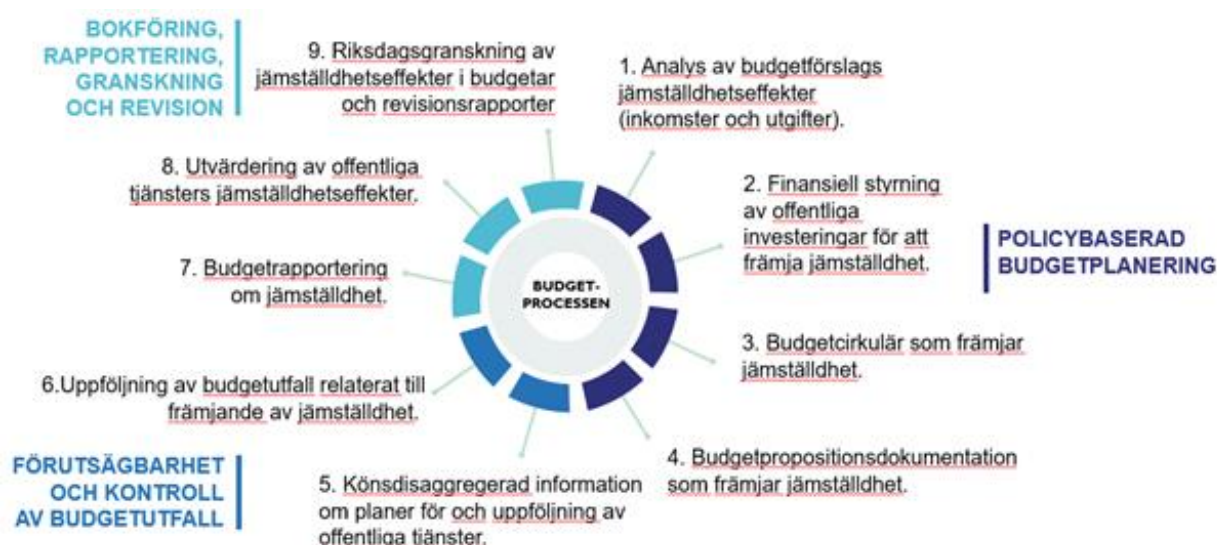 BOKFÖRING,
RAPPORTERING,
GRANSKNING
OCH REVISION
9. Riksdagsgranskning av
jämställdhetseffekter i budgetar
och revisionsrapporter
1. Analys av budgetförslags
jämställdhetseffekter
(inkomster och utgifter).
8. Utvärdering av offentliga
tjänsters jämställdhetseffekter.
2. Finansiell styrning
av offentliga
investeringar för att
främja jämställdhet.
POLICYBASERAD
BUDGETPLANERING
7. Budgetrapportering
om jämställdhet.
BUDGET-
PROCESSEN
3. Budgetcirkulär som främjar
jämställdhet.
6.Uppföljning av budgetutfall relaterat till
främjande av jämställdhet.
4. Budgetpropositionsdokumentation
som främjar jämställdhet.
FÖRUTSÄGBARHET
OCH KONTROLL
AV BUDGETUTFALL
5. Könsdisaggregerad information
om planer för och uppföljning av
offentliga tjänster.